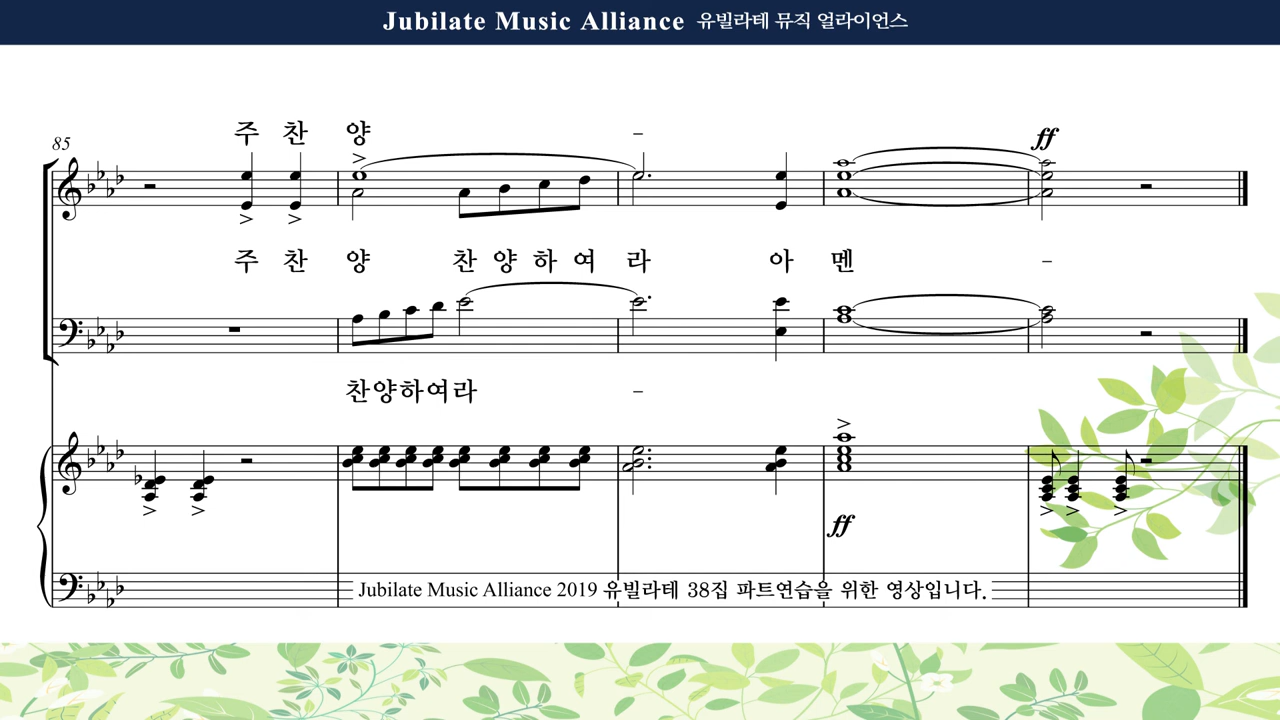 Jubilate Music Alliance 유빌라테 뮤직 얼라이언스
85
주 찬 양 -
ff
주 찬 양 찬 양 하 여 라 아 멘 -
찬양하여라 -
ff
Jubilate Music Alliance 2019 유빌라테 38집 파트연습을 위한 영상입니다.